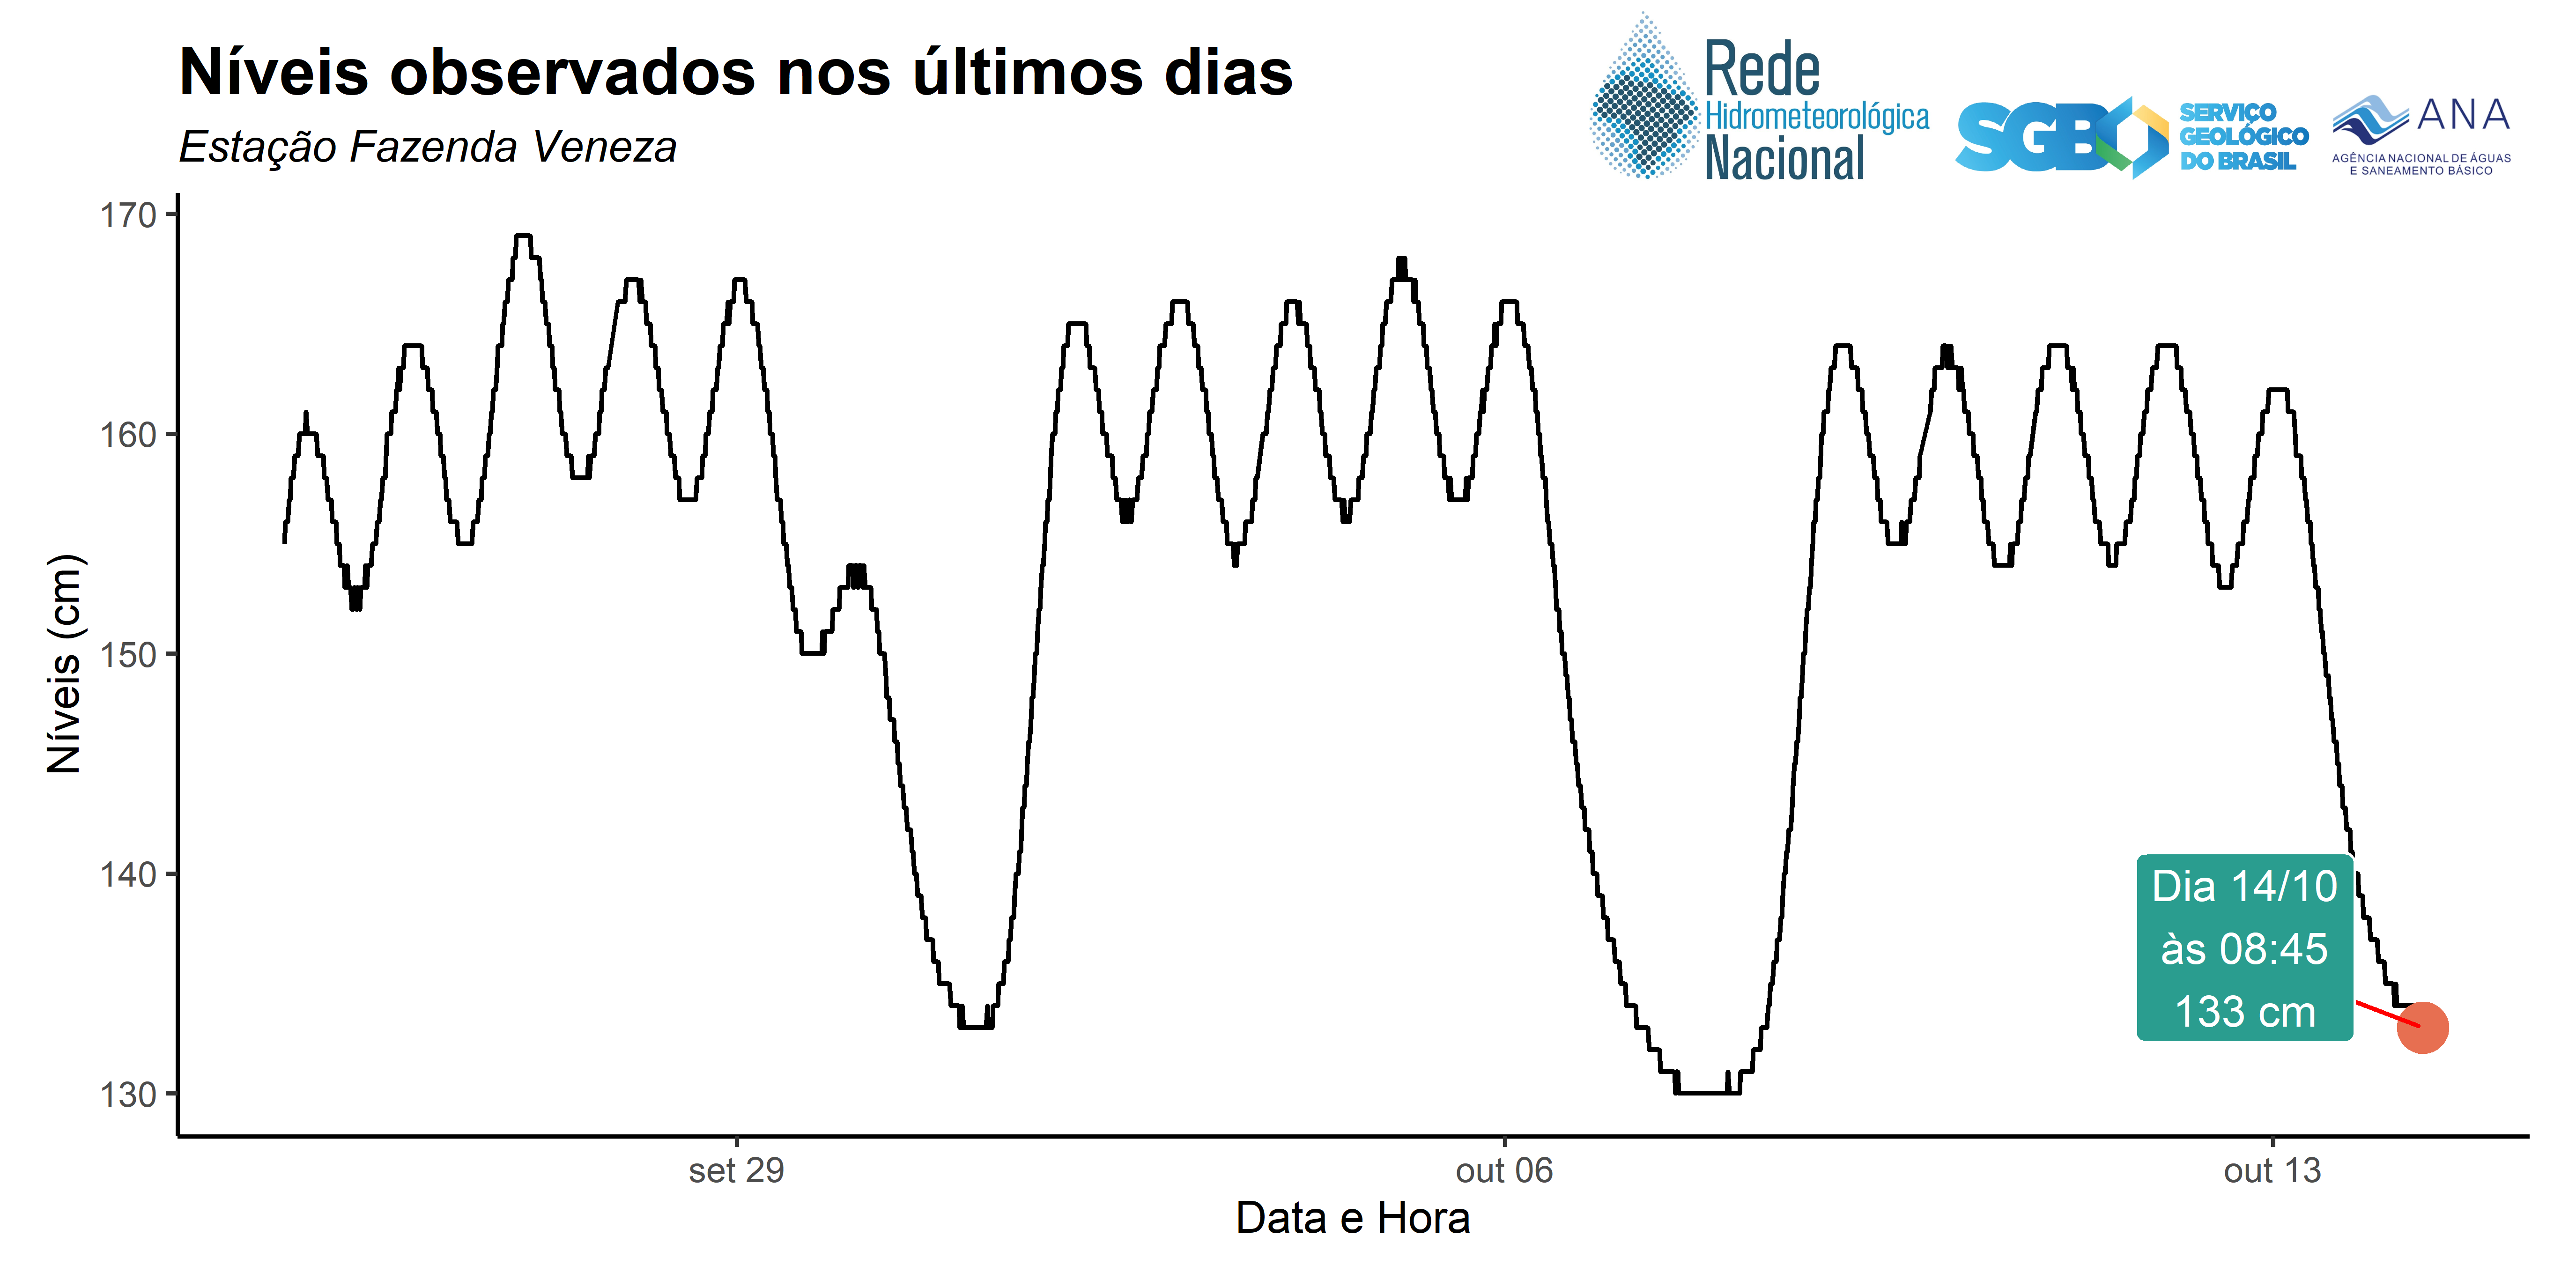 Níveis observados nos últimos dias
Estação Fazenda Veneza
Rede
Hidrometeorológica
Nacional
SGB
SERVIÇO
GEOLÓGICO
DO BRASIL
ANA
AGÊNCIA NACIONAL DE ÁGUAS
E SANEAMENTO BÁSICO
Níveis (cm)
170
160
150
140
130
Dia 14/10
às 08:45
133 cm
set 29
out 06
out 13
Data e Hora